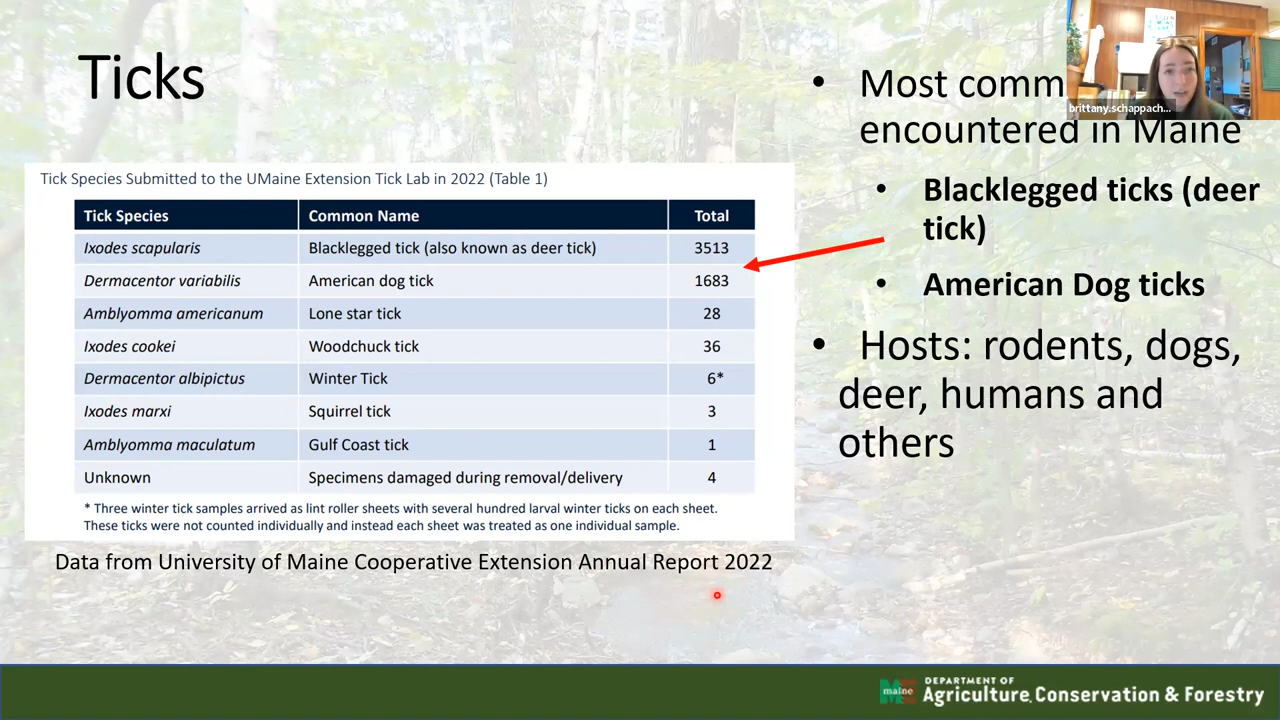 Ticks
Tick Species Submitted to the UMaine Extension Tick Lab in 2022 (Table 1)
Tick Species Common Name Total
Ixodes scapularis Blacklegged tick (also known as deer tick) 3513
Dermacentor variabilis American dog tick 1683
Amblyomma americanum Lone star tick 28
Ixodes cookei Woodchuck tick 36
Dermacentor albipictus Winter Tick 6*
Ixodes marxi Squirrel tick 3
Amblyomma maculatum Gulf Coast tick 1
Unknown Specimens damaged during removal/delivery 4
* Three winter tick samples arrived as lint roller sheets with several hundred larval winter ticks on each sheet.
These ticks were not counted individually and instead each sheet was treated as one individual sample.
Data from University of Maine Cooperative Extension Annual Report 2022
• Most comm
encountered in Maine
• Blacklegged ticks (deer
tick)
• American Dog ticks
• Hosts: rodents, dogs,
deer, humans and
others
brittany.schappach...
maine
DEPARTMENT OF
Agriculture, Conservation & Forestry